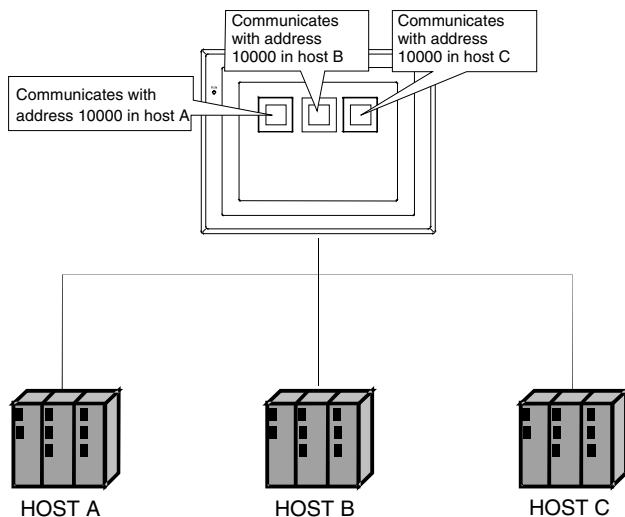 Communicates
with address
10000 in host B
Communicates
with address
10000 in host C
Communicates with
address 10000 in host A
HOST A
HOST B
HOST C